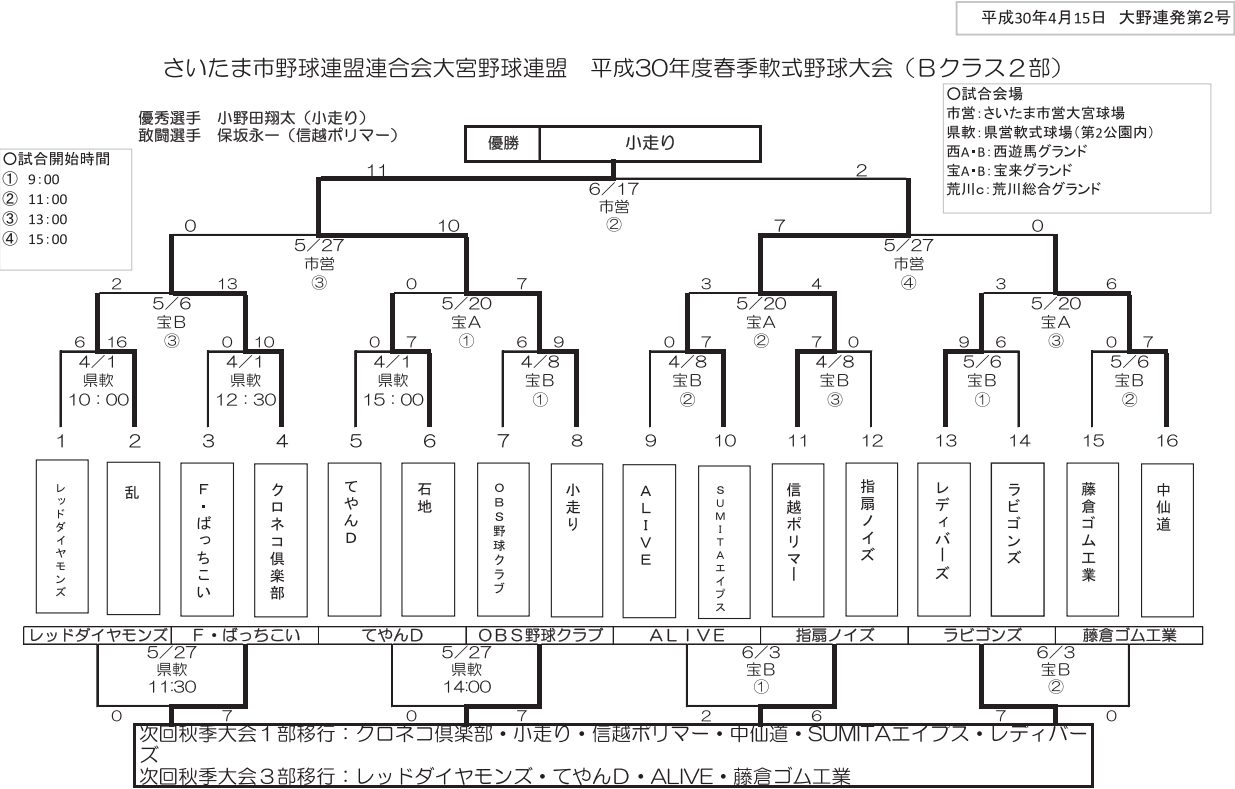 平成30年4月15日　大野連発第2号
さいたま市野球連盟連合会大宮野球連盟　平成30年度春季軟式野球大会（Bクラス2部）
優秀選手　小野田翔太（小走り）
敢闘選手　保坂永一（信越ポリマー）
〇試合会場
市営：さいたま市営大宮球場
県軟：県営軟式球場（第2公園内）
西A・B：西遊馬グランド
宝A・B：宝来グランド
荒川c：荒川総合グランド
〇試合開始時間
① 9：00
② 11：00
③ 13：00
④ 15：00
優勝　小走り
11　2
6／17
市営
②
0　10　7　0
5／27　5／27
市営　市営
③　④
2　13　0　7　3　4　3　6
5／6　5／20　5／20　5／20
宝B　宝A　宝A　宝A
③　①　②　③
6　16　0　10　0　7　6　9　0　7　7　0　9　6　0　7
4／1　4／1　4／1　4／8　4／8　4／8　5／6　5／6
県軟　県軟　県軟　宝B　宝B　宝B　宝B　宝B
10：00　12：30　15：00　①　②　③　①　②
1　2　3　4　5　6　7　8　9　10　11　12　13　14　15　16
レッドダイヤモンズ
乱
F・ばっちこい
クロネコ倶楽部
てやんD
石地
OBS野球クラブ
小走り
ALIVE
SUMITAエイプス
信越ポリマー
指扇ノイズ
レディバーズ
ラビゴンズ
藤倉ゴム工業
中仙道
レッドダイヤモンズ　F・ばっちこい　てやんD　OBS野球クラブ　ALIVE　指扇ノイズ　ラビゴンズ　藤倉ゴム工業
5／27　5／27　6／3　6／3
県軟　県軟　宝B　宝B
11:30　14:00　①　②
0　7　0　7　2　6　7　0
次回秋季大会1部移行：クロネコ倶楽部・小走り・信越ポリマー・中仙道・SUMITAエイプス・レディバー
ズ
次回秋季大会3部移行：レッドダイヤモンズ・てやんD・ALIVE・藤倉ゴム工業